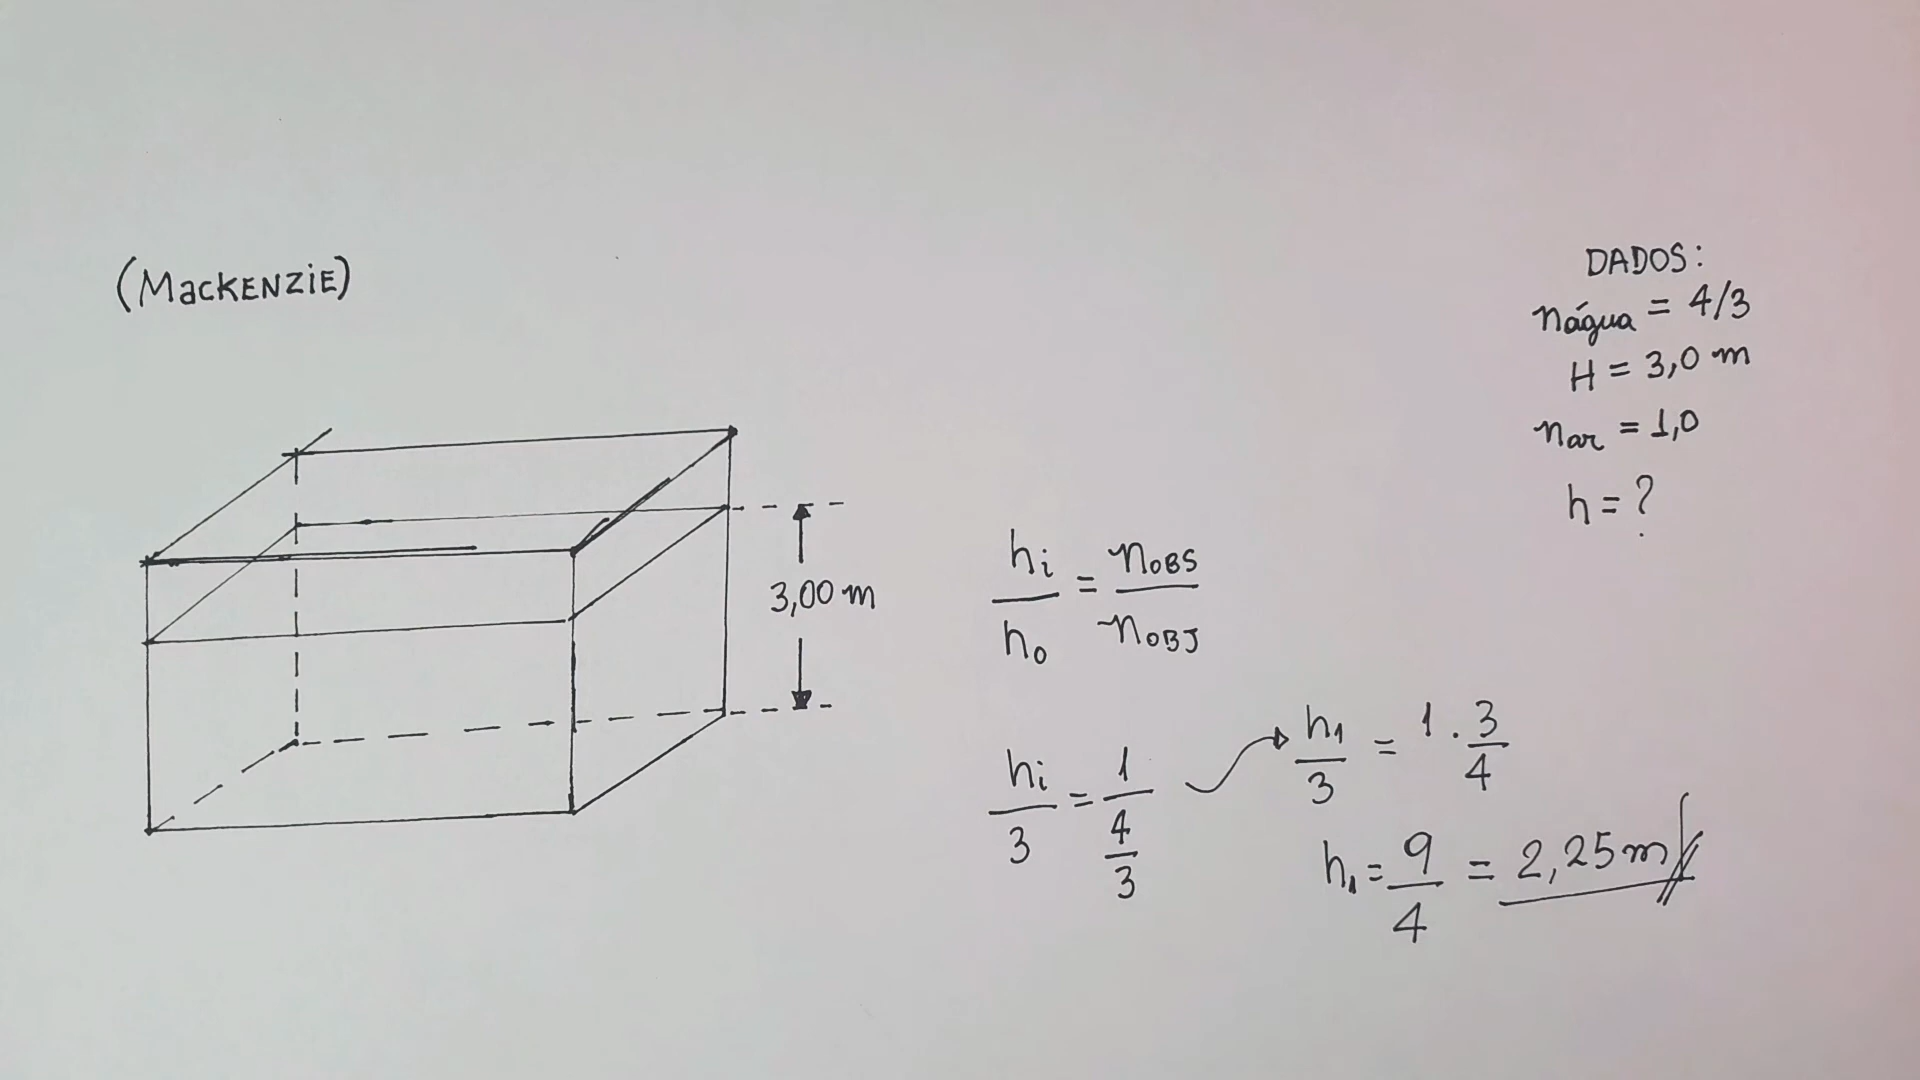 (MacKENZiE)
DADOS:
nágua = 4/3
H = 3,0 m
nar = 1,0
h = ?
3,00 m
hi/ho = nOBS/nOBJ
hi/3 = 1/(4/3)
h1/3 = 1 . 3/4
h1 = 9/4 = 2,25 m